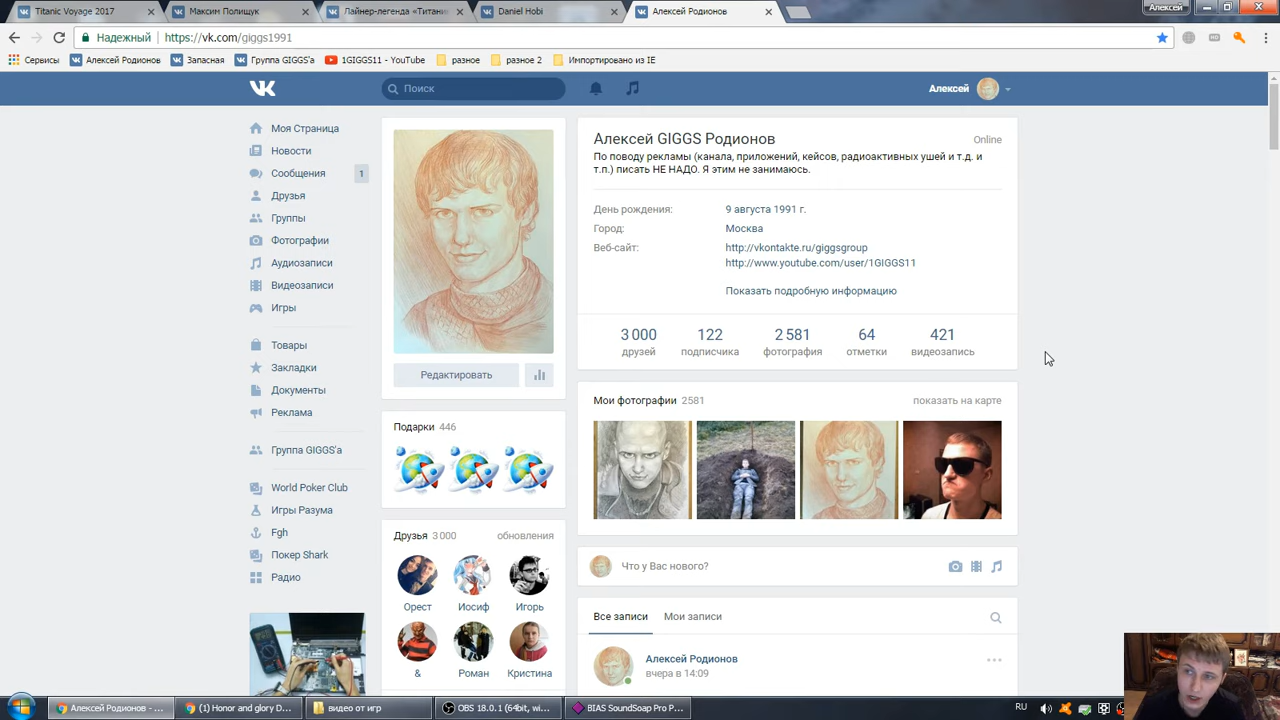 Titanic Voyage 2017
Максим Полищук
Лайнер-легенда «Титани
Daniel Hobi
Алексей Родионов
Алексей
Надежный
https://vk.com/giggs1991
Сервисы
Алексей Родионов
Запасная
Группа GIGGS'а
1GIGGS11 - YouTube
разное
разное 2
Импортировано из IE
Поиск
Алексей
Моя Страница
Новости
Сообщения 1
Друзья
Группы
Фотографии
Аудиозаписи
Видеозаписи
Игры
Товары
Закладки
Документы
Реклама
Группа GIGGS'а
World Poker Club
Игры Разума
Fgh
Покер Shark
Радио
Редактировать
Подарки 446
Друзья 3 000 обновления
Орест Иосиф Игорь
& Роман Кристина
Алексей GIGGS Родионов Online
По поводу рекламы (канала, приложений, кейсов, радиоактивных ушей и т.д. и
т.п.) писать НЕ НАДО. Я этим не занимаюсь.
День рождения: 9 августа 1991 г.
Город: Москва
Веб-сайт: http://vkontakte.ru/giggsgroup
http://www.youtube.com/user/1GIGGS11
Показать подробную информацию
3 000 122 2 581 64 421
друзей подписчика фотография отметки видеозапись
Мои фотографии 2581 показать на карте
Что у Вас нового?
Все записи Мои записи
Алексей Родионов
вчера в 14:09
Алексей Родионов - ...
(1) Honor and glory D...
видео от игр
OBS 18.0.1 (64bit, wi...
BIAS SoundSoap Pro P...
RU